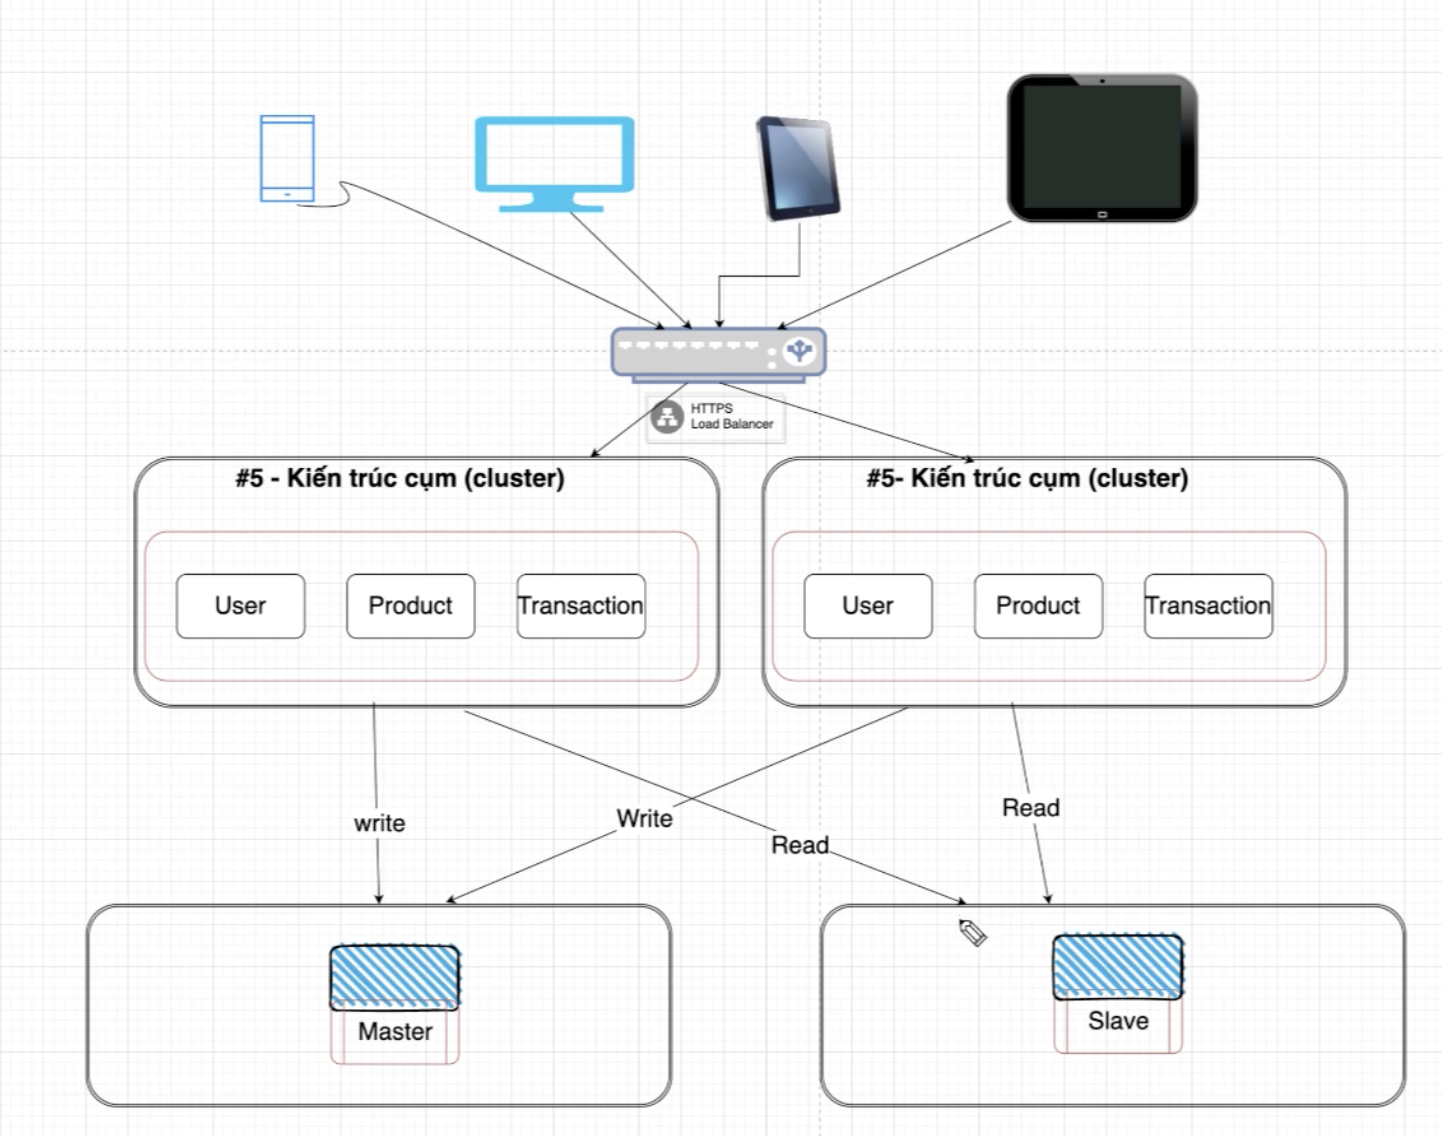 HTTPS
Load Balancer
#5 - Kiến trúc cụm (cluster)
#5- Kiến trúc cụm (cluster)
User
Product
Transaction
User
Product
Transaction
write
Write
Read
Read
Master
Slave